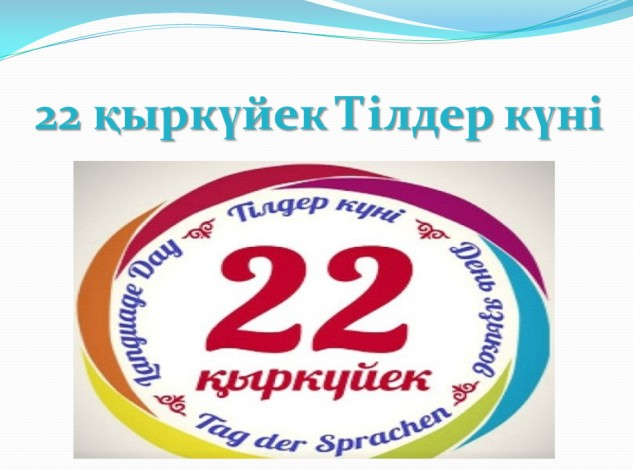 22 қыркүйек Тілдер күні
Тілдер күні
Language Day
День языков
22
қыркүйек
Tag der Sprachen